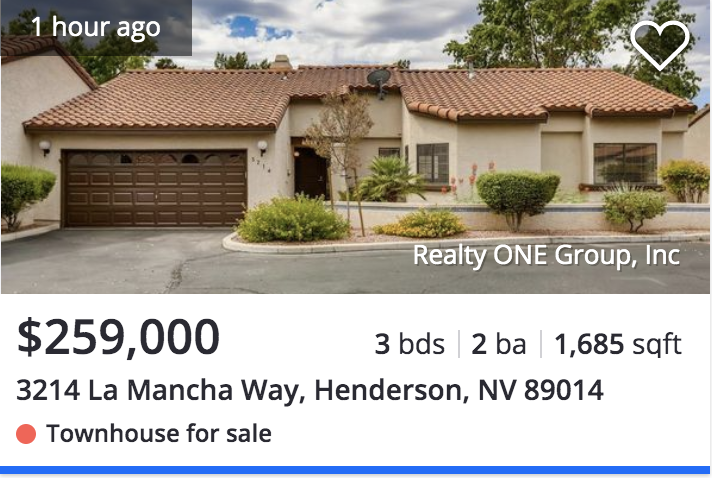 1 hour ago
Realty ONE Group, Inc
$259,000
3 bds | 2 ba | 1,685 sqft
3214 La Mancha Way, Henderson, NV 89014
Townhouse for sale